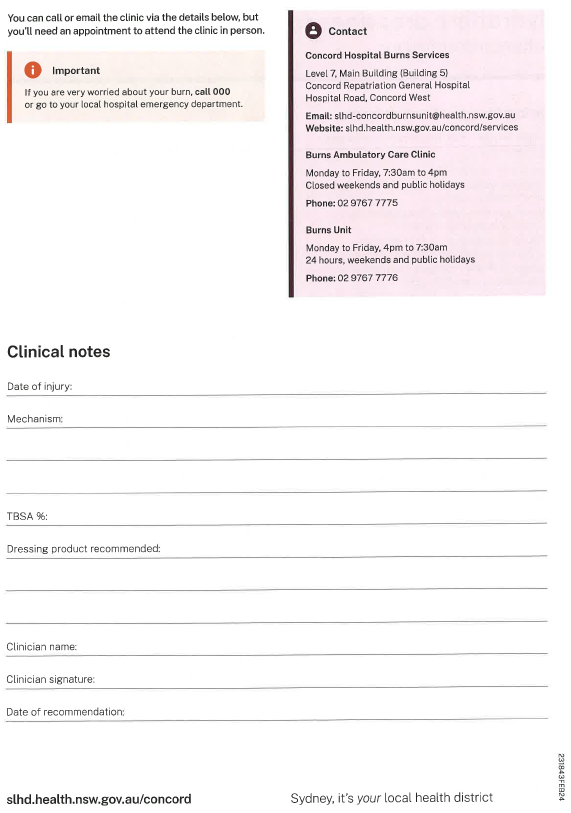 You can call or email the clinic via the details below, but
you'll need an appointment to attend the clinic in person.
Important
If you are very worried about your burn, call 000
or go to your local hospital emergency department.
Contact
Concord Hospital Burns Services
Level 7, Main Building (Building 5)
Concord Repatriation General Hospital
Hospital Road, Concord West
Email: slhd-concordburnsunit@health.nsw.gov.au
Website: slhd.health.nsw.gov.au/concord/services
Burns Ambulatory Care Clinic
Monday to Friday, 7:30am to 4pm
Closed weekends and public holidays
Phone: 02 9767 7775
Burns Unit
Monday to Friday, 4pm to 7:30am
24 hours, weekends and public holidays
Phone: 02 9767 7776
Clinical notes
Date of injury:
Mechanism:
TBSA %:
Dressing product recommended:
Clinician name:
Clinician signature:
Date of recommendation:
slhd.health.nsw.gov.au/concord
Sydney, it's your local health district
231843FEB24